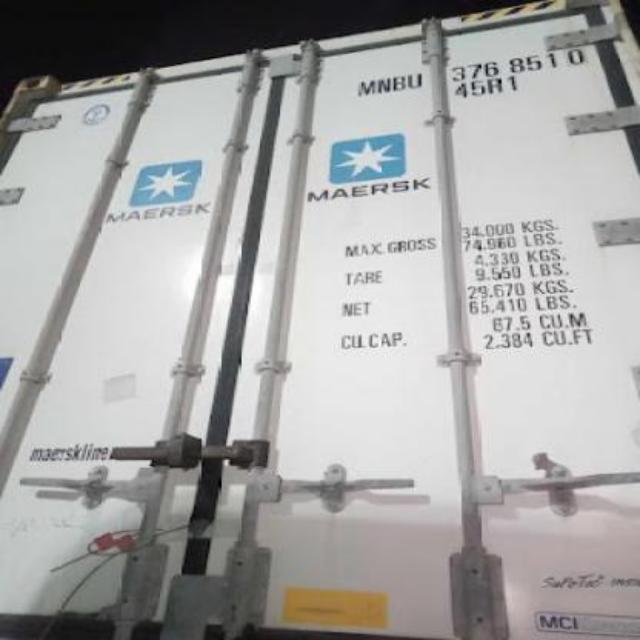 MNBU 376 851 0
45R1
MAERSK
MAERSK
MAX. GROSS 34.000 KGS.
74.960 LBS.
TARE 4.330 KGS.
9.550 LBS.
NET 29.670 KGS.
65.410 LBS.
CU.CAP. 67.5 CU.M
2.384 CU.FT
maerskline
MCI